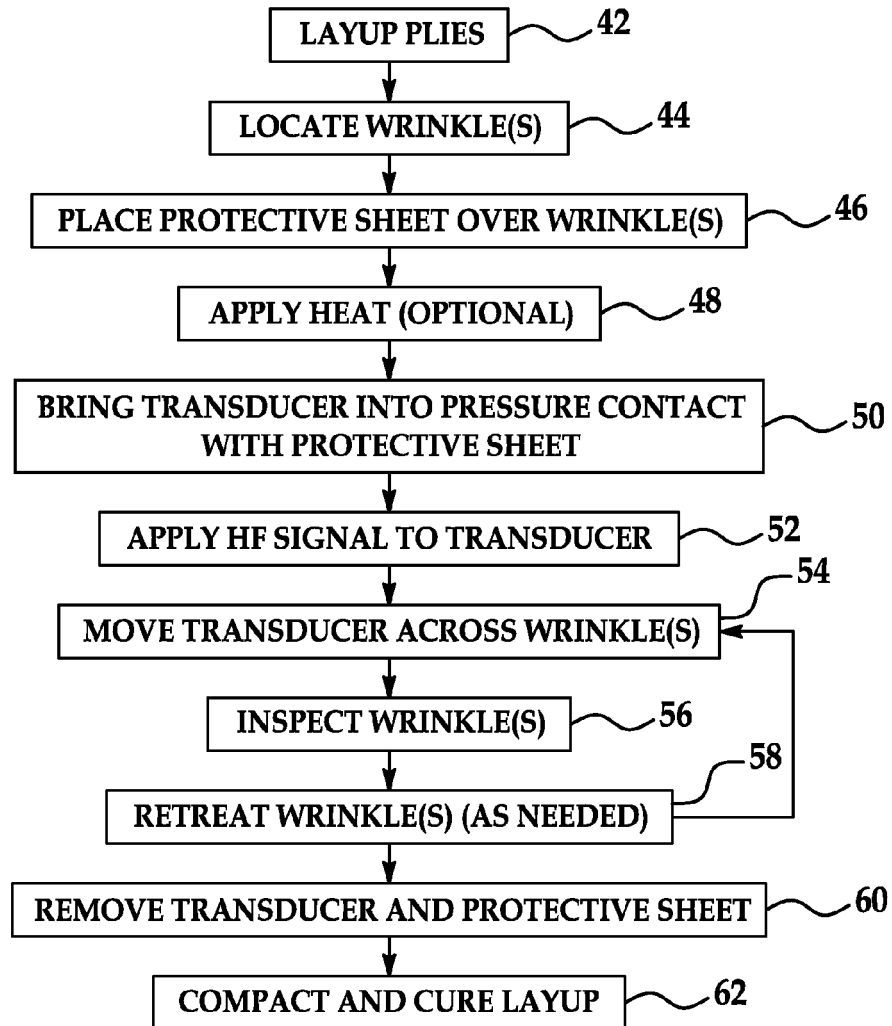 LAYUP PLIES 42
LOCATE WRINKLE(S) 44
PLACE PROTECTIVE SHEET OVER WRINKLE(S) 46
APPLY HEAT (OPTIONAL) 48
BRING TRANSDUCER INTO PRESSURE CONTACT
WITH PROTECTIVE SHEET 50
APPLY HF SIGNAL TO TRANSDUCER 52
MOVE TRANSDUCER ACROSS WRINKLE(S) 54
INSPECT WRINKLE(S) 56
RETREAT WRINKLE(S) (AS NEEDED) 58
REMOVE TRANSDUCER AND PROTECTIVE SHEET 60
COMPACT AND CURE LAYUP 62